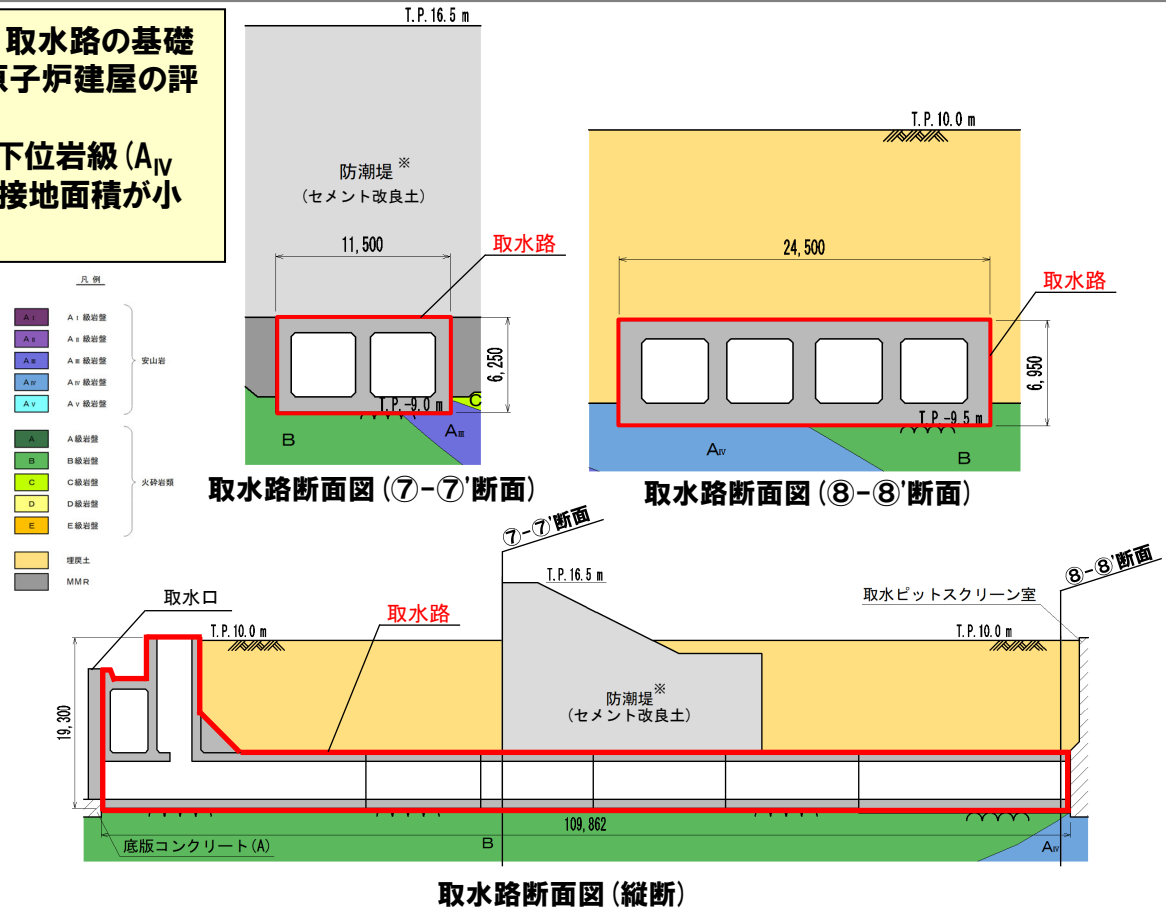 取水路の基礎
原子炉建屋の評
下位岩級(AⅣ
接地面積が小
凡例
AⅠ AⅠ級岩盤
AⅡ AⅡ級岩盤
AⅢ AⅢ級岩盤
AⅣ AⅣ級岩盤
AⅤ AⅤ級岩盤
安山岩
A A級岩盤
B B級岩盤
C C級岩盤
D D級岩盤
E E級岩盤
火砕岩類
埋戻土
MMR
T.P.16.5 m
防潮堤※
(セメント改良土)
11,500
取水路
6,250
T.P.-9.0 m
C
B
AⅢ
取水路断面図(⑦-⑦'断面)
T.P.10.0 m
24,500
取水路
6,950
T.P.-9.5 m
AⅣ
B
取水路断面図(⑧-⑧'断面)
⑦-⑦'断面
⑧-⑧'断面
T.P.16.5 m
取水口
取水路
取水ピットスクリーン室
T.P.10.0 m
T.P.10.0 m
防潮堤※
(セメント改良土)
19,300
109,862
底版コンクリート(A)
B
AⅣ
取水路断面図(縦断)